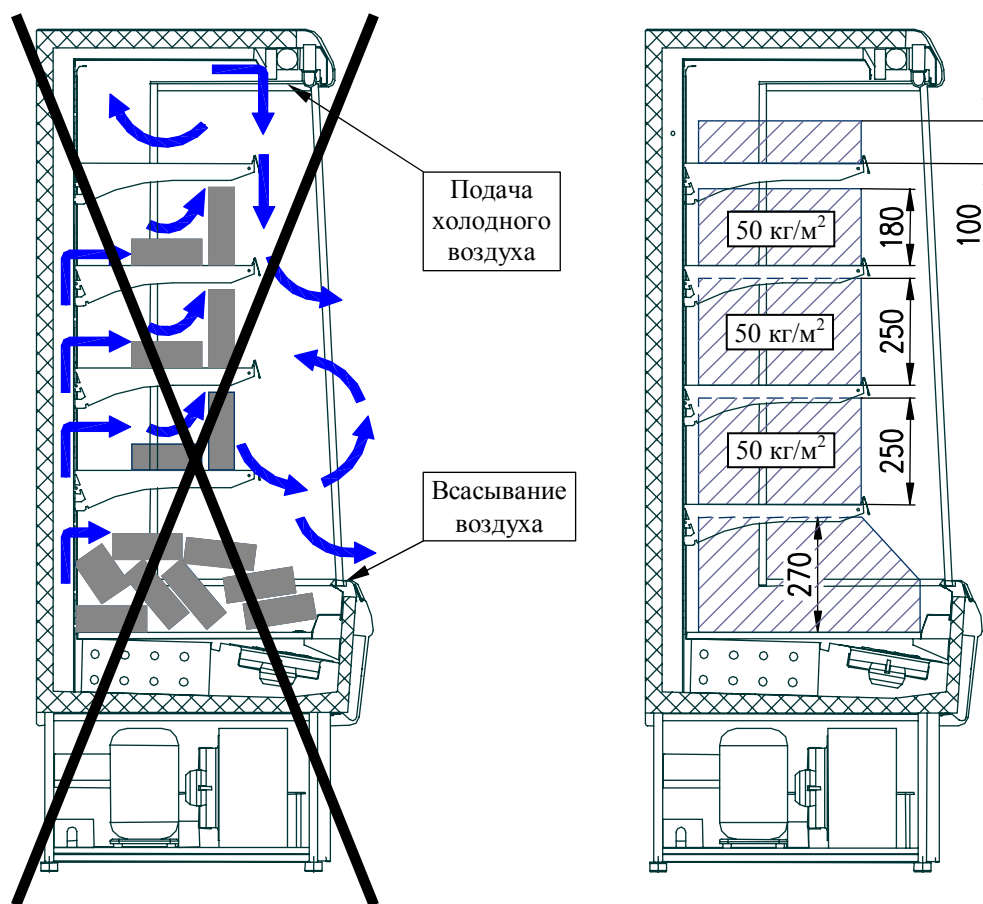 Подача
холодного
воздуха
Всасывание
воздуха
50 кг/м²
180
100
50 кг/м²
250
50 кг/м²
250
270